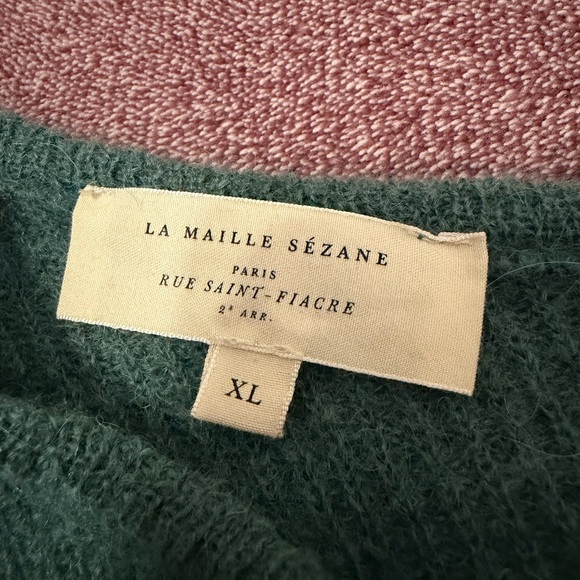 LA MAILLE SÉZANE
PARIS
RUE SAINT-FIACRE
2e ARR.
XL